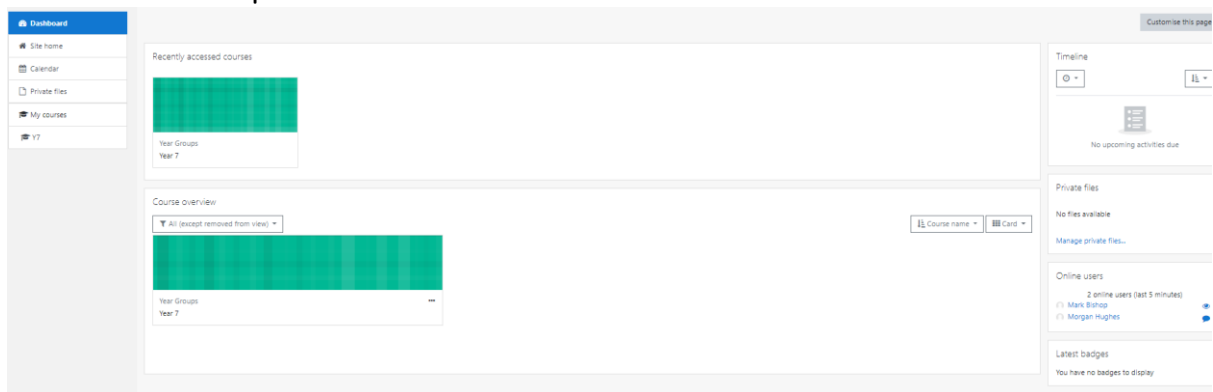 Dashboard
Site home
Calendar
Private files
My courses
Y7
Customise this page
Recently accessed courses
Year Groups
Year 7
Course overview
All (except removed from view)
Course name
Card
Year Groups
Year 7
Timeline
No upcoming activities due
Private files
No files available
Manage private files...
Online users
2 online users (last 5 minutes)
Mark Bishop
Morgan Hughes
Latest badges
You have no badges to display